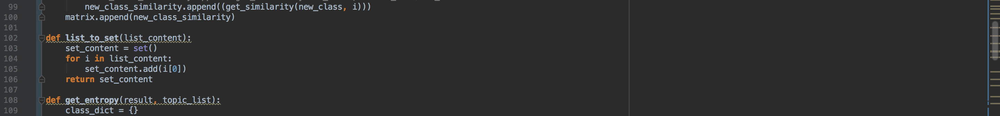 99 new_class_similarity.append((get_similarity(new_class, i)))
100 matrix.append(new_class_similarity)
101
102 def list_to_set(list_content):
103 set_content = set()
104 for i in list_content:
105 set_content.add(i[0])
106 return set_content
107
108 def get_entropy(result, topic_list):
109 class_dict = {}